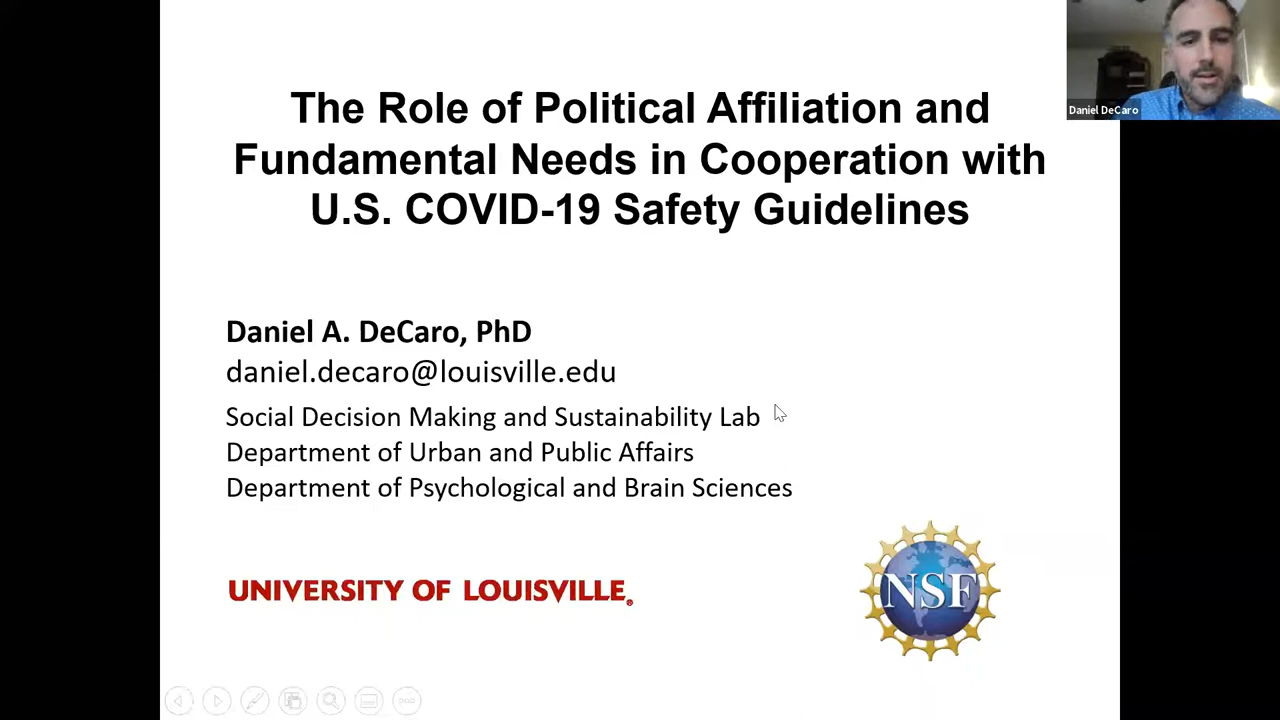 The Role of Political Affiliation and
Fundamental Needs in Cooperation with
U.S. COVID-19 Safety Guidelines
Daniel DeCaro
Daniel A. DeCaro, PhD
daniel.decaro@louisville.edu
Social Decision Making and Sustainability Lab
Department of Urban and Public Affairs
Department of Psychological and Brain Sciences
UNIVERSITY OF LOUISVILLE®
NSF